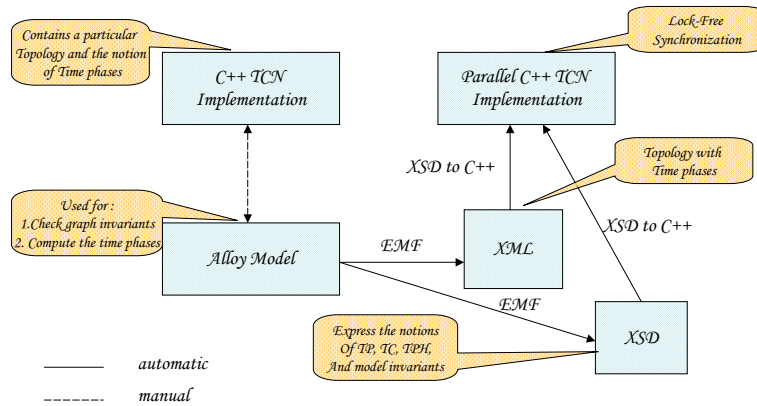 Contains a particular
Topology and the notion
of Time phases
C++ TCN
Implementation
Parallel C++ TCN
Implementation
Lock-Free
Synchronization
XSD to C++
Topology with
Time phases
Used for :
1.Check graph invariants
2. Compute the time phases
Alloy Model
EMF
XML
XSD to C++
EMF
Express the notions
Of TP, TC, TPH,
And model invariants
XSD
automatic
manual